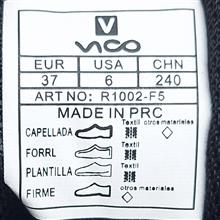 V
VICO
EUR USA CHN
37 6 240
ART NO: R1002-F5
MADE IN PRC
Textil otros materiales
CAPELLADA
Textil
FORRL
Textil
PLANTILLA
Textil otros materiales
FIRME